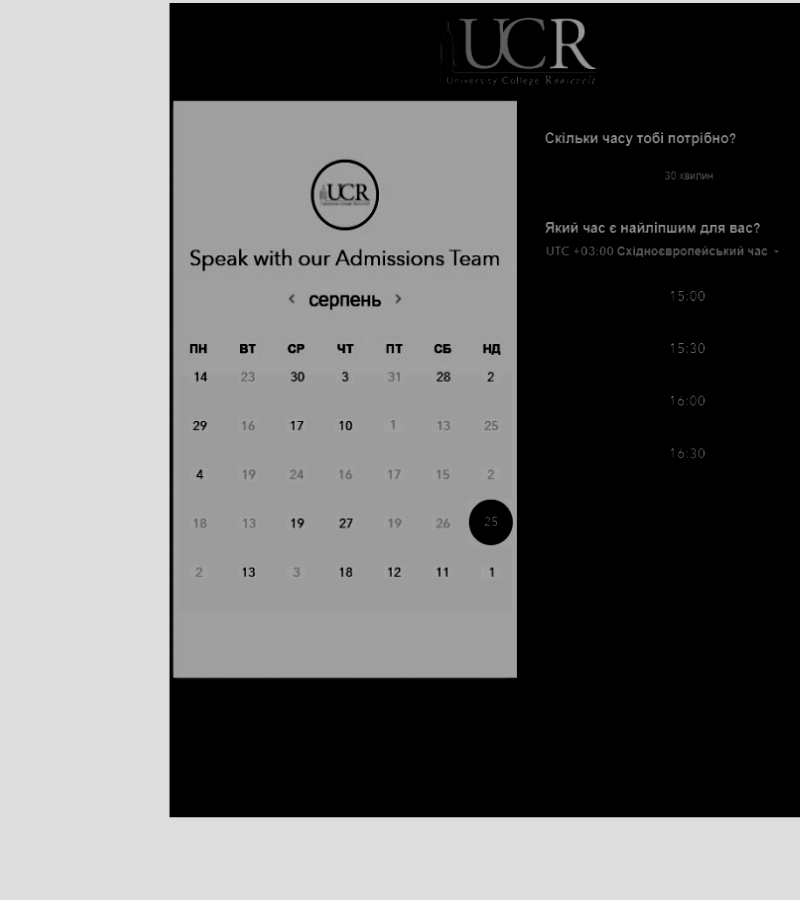 UCR
University College Roosevelt
UCR
University College Roosevelt
Speak with our Admissions Team
серпень
ПН ВТ СР ЧТ ПТ СБ НД
14 23 30 3 31 28 2
29 16 17 10 1 13 25
4 19 24 16 17 15 2
18 13 19 27 19 26 25
2 13 3 18 12 11 1
Скільки часу тобі потрібно?
30 хвилин
Який час є найліпшим для вас?
UTC +03:00 Східноєвропейський час
15:00
15:30
16:00
16:30